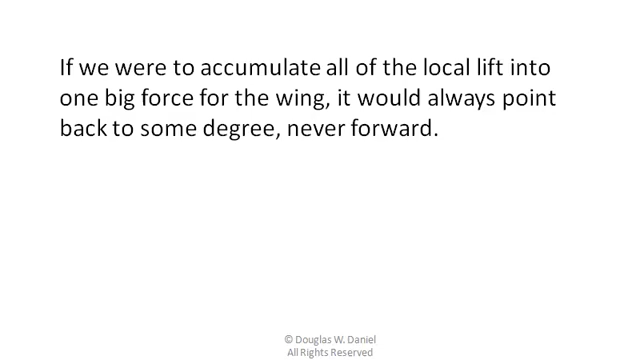 If we were to accumulate all of the local lift into
one big force for the wing, it would always point
back to some degree, never forward.
© Douglas W. Daniel
All Rights Reserved